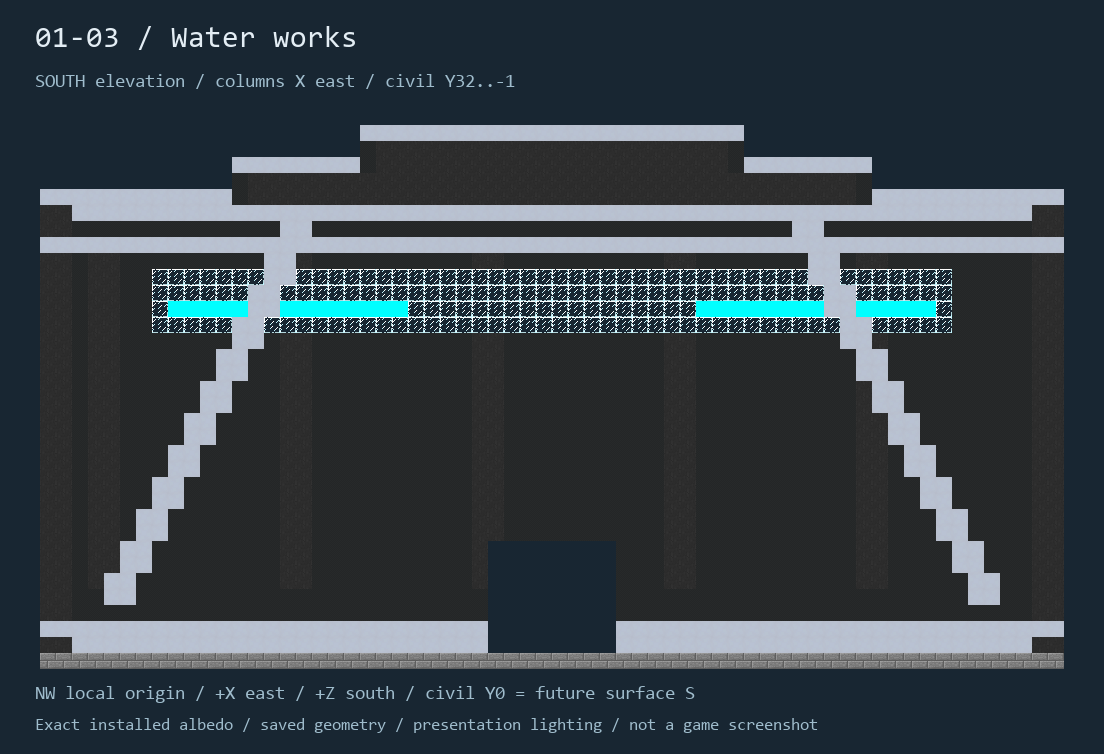 01-03 / Water works
SOUTH elevation / columns X east / civil Y32..-1
NW local origin / +X east / +Z south / civil Y0 = future surface S
Exact installed albedo / saved geometry / presentation lighting / not a game screenshot